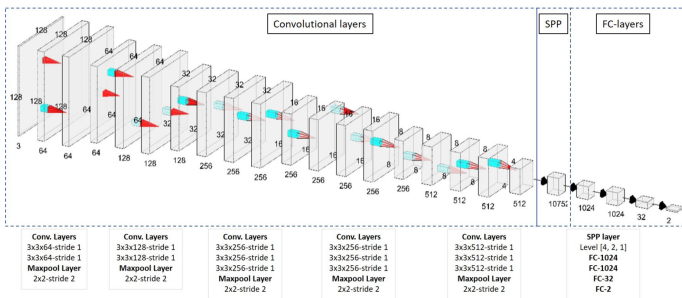 Convolutional layers
SPP
FC-layers
128
128
128
128
128
128
3
64
64
64
64
64
64
64
64
64
128
128
128
32
32
32
32
256
256
256
16
16
16
16
16
256
256
256
8
8
8
8
8
512
512
512
4
4
512
10752
1024
1024
32
2
Conv. Layers
3x3x64-stride 1
3x3x64-stride 1
Maxpool Layer
2x2-stride 2
Conv. Layers
3x3x128-stride 1
3x3x128-stride 1
Maxpool Layer
2x2-stride 2
Conv. Layers
3x3x256-stride 1
3x3x256-stride 1
3x3x256-stride 1
Maxpool Layer
2x2-stride 2
Conv. Layers
3x3x256-stride 1
3x3x256-stride 1
3x3x256-stride 1
Maxpool Layer
2x2-stride 2
Conv. Layers
3x3x512-stride 1
3x3x512-stride 1
3x3x512-stride 1
Maxpool Layer
2x2-stride 2
SPP layer
Level [4, 2, 1]
FC-1024
FC-1024
FC-32
FC-2